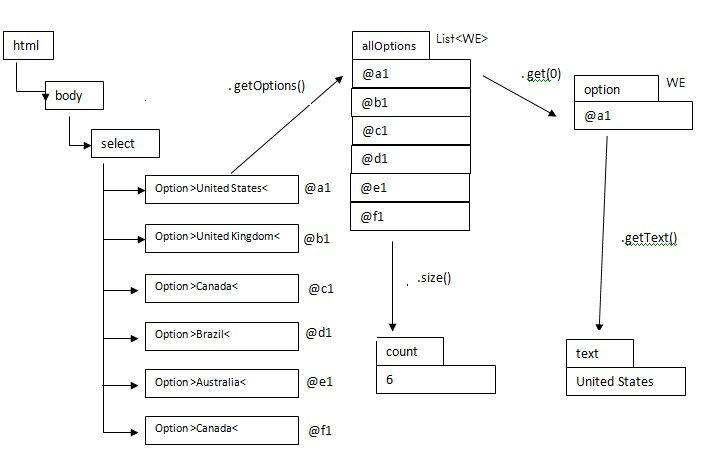 html
body
select
Option >United States<
@a1
Option >United Kingdom<
@b1
Option >Canada<
@c1
Option >Brazil<
@d1
Option >Australia<
@e1
Option >Canada<
@f1
.getOptions()
allOptions
List<WE>
@a1
@b1
@c1
@d1
@e1
@f1
.size()
count
6
.get(0)
option
WE
@a1
.getText()
text
United States